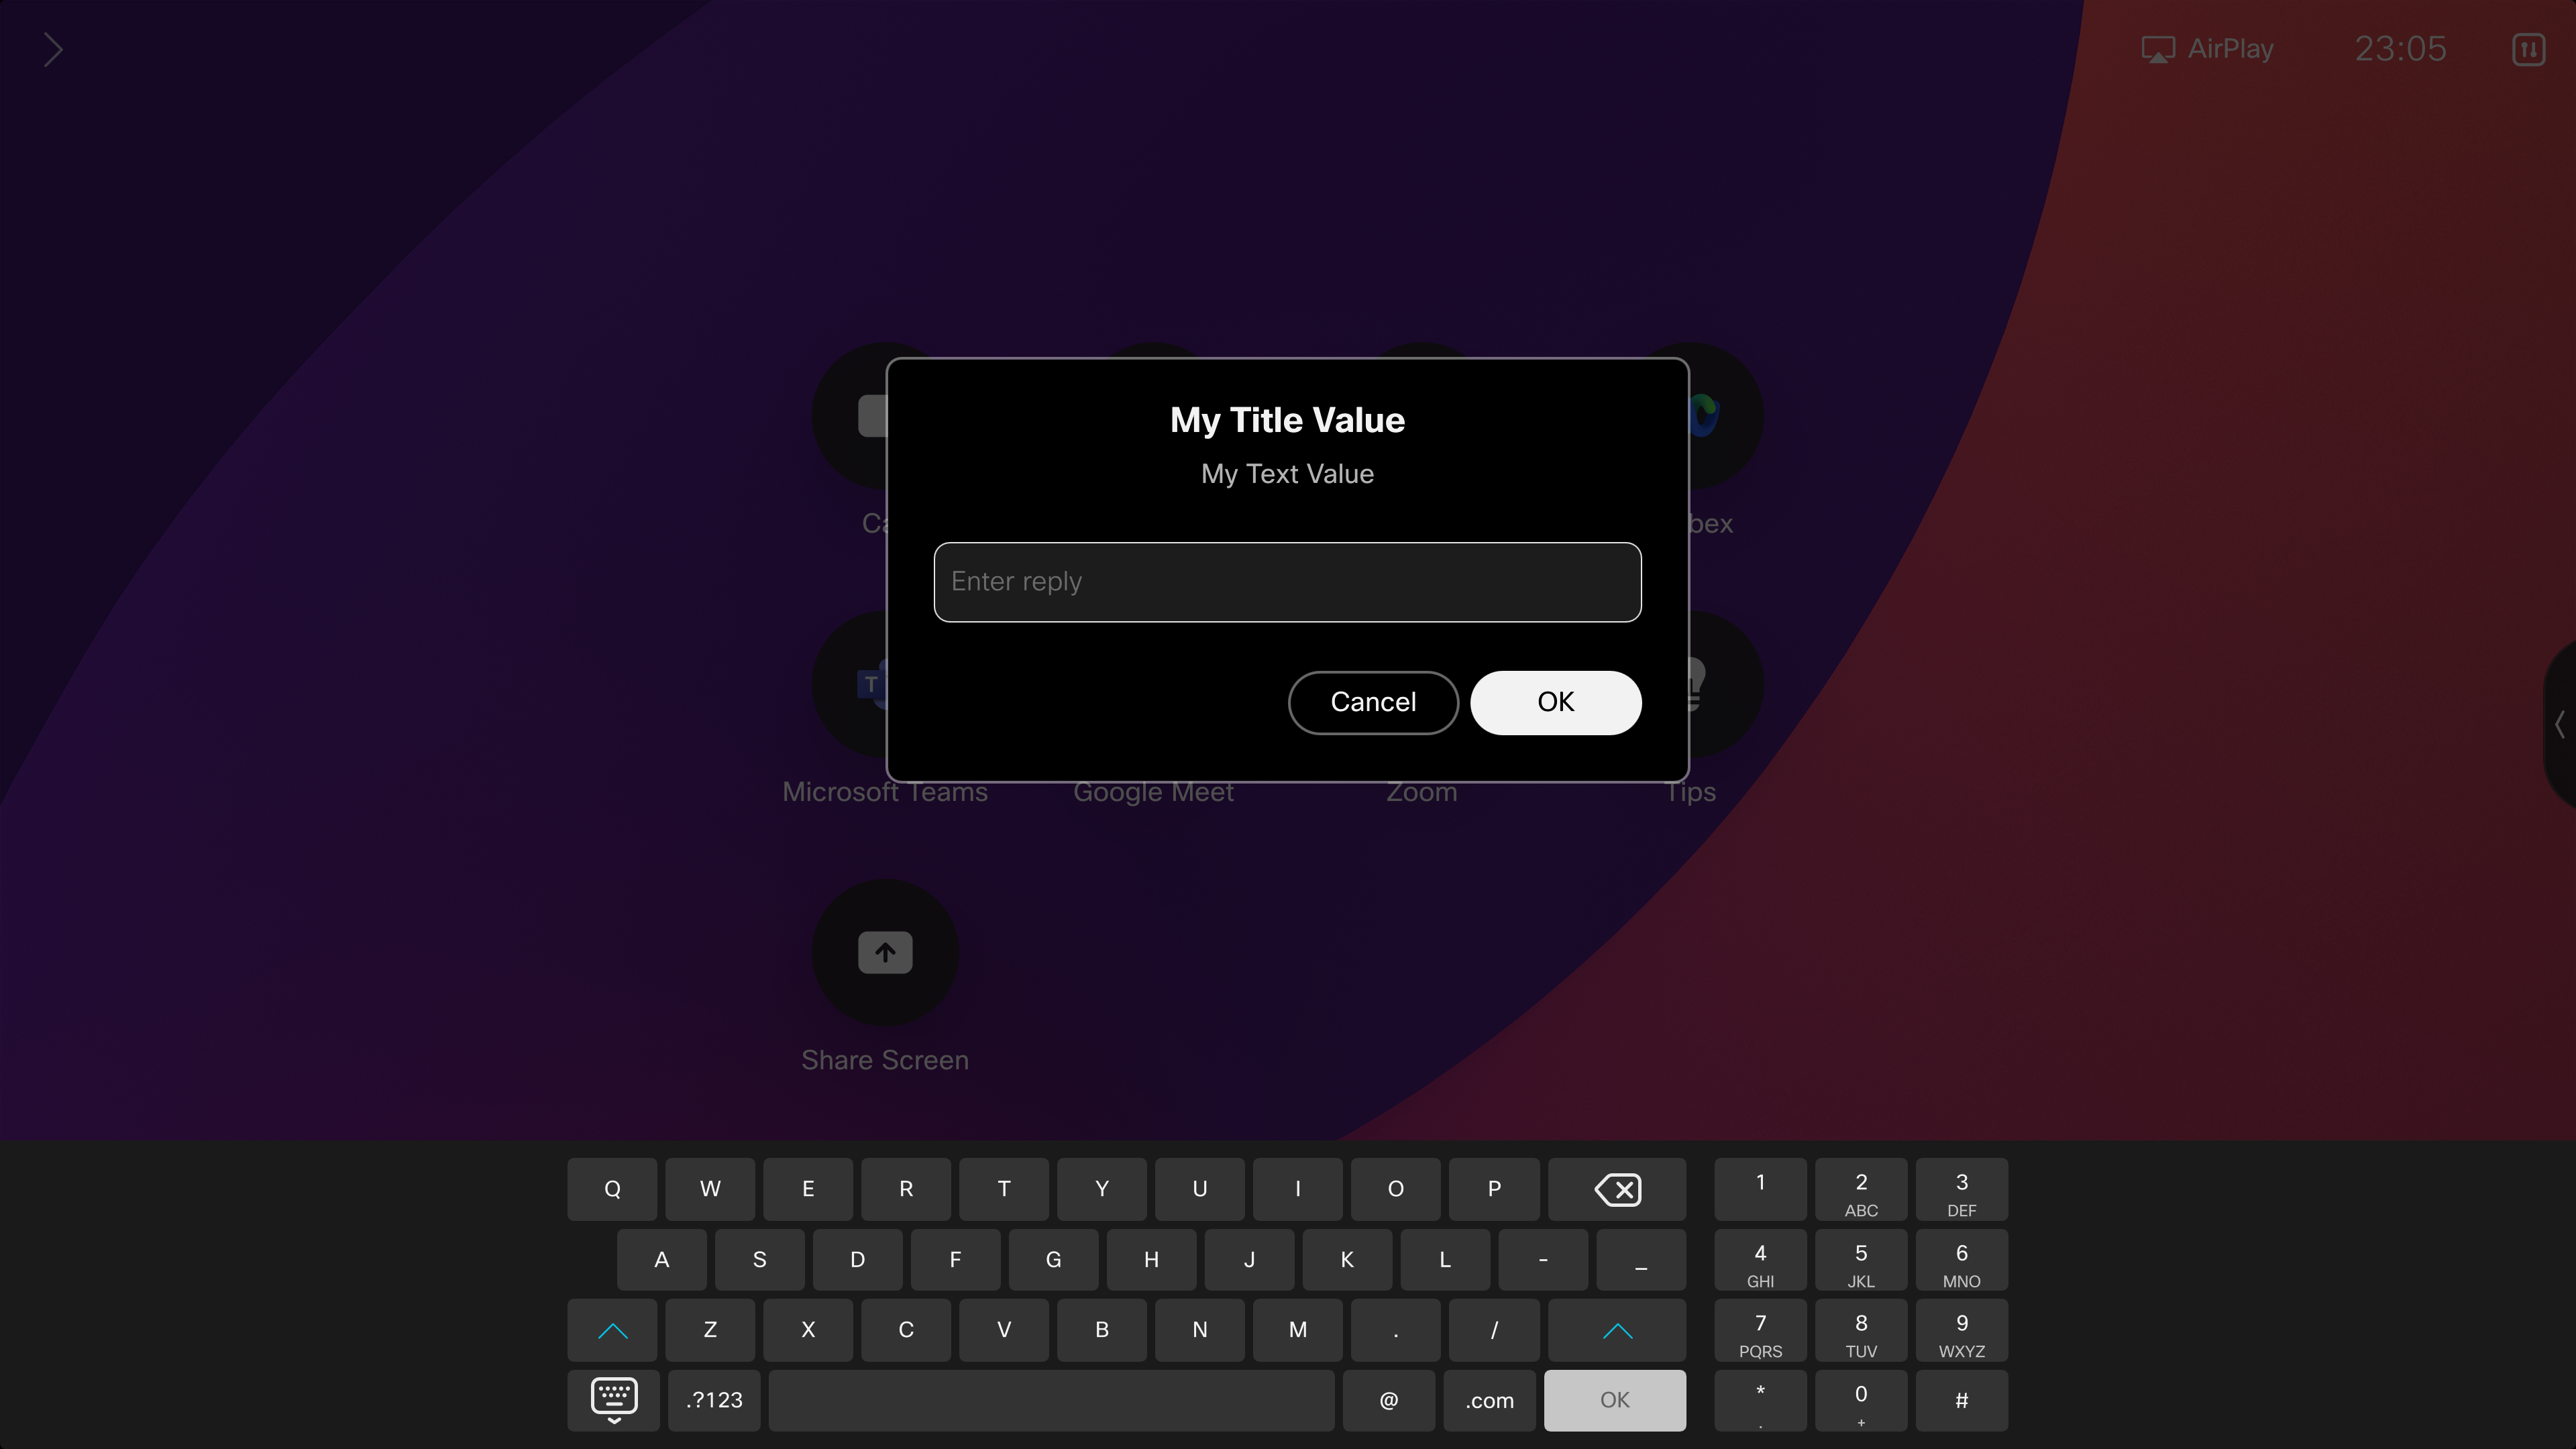 AirPlay 23:05
My Title Value
My Text Value
Ca
bex
Enter reply
T
Cancel OK
Microsoft Teams Google Meet Zoom Tips
Share Screen
Q W E R T Y U I O P 1 2 ABC 3 DEF
A S D F G H J K L - _ 4 GHI 5 JKL 6 MNO
Z X C V B N M . / 7 PQRS 8 TUV 9 WXYZ
.?123 @ .com OK * . 0 + #